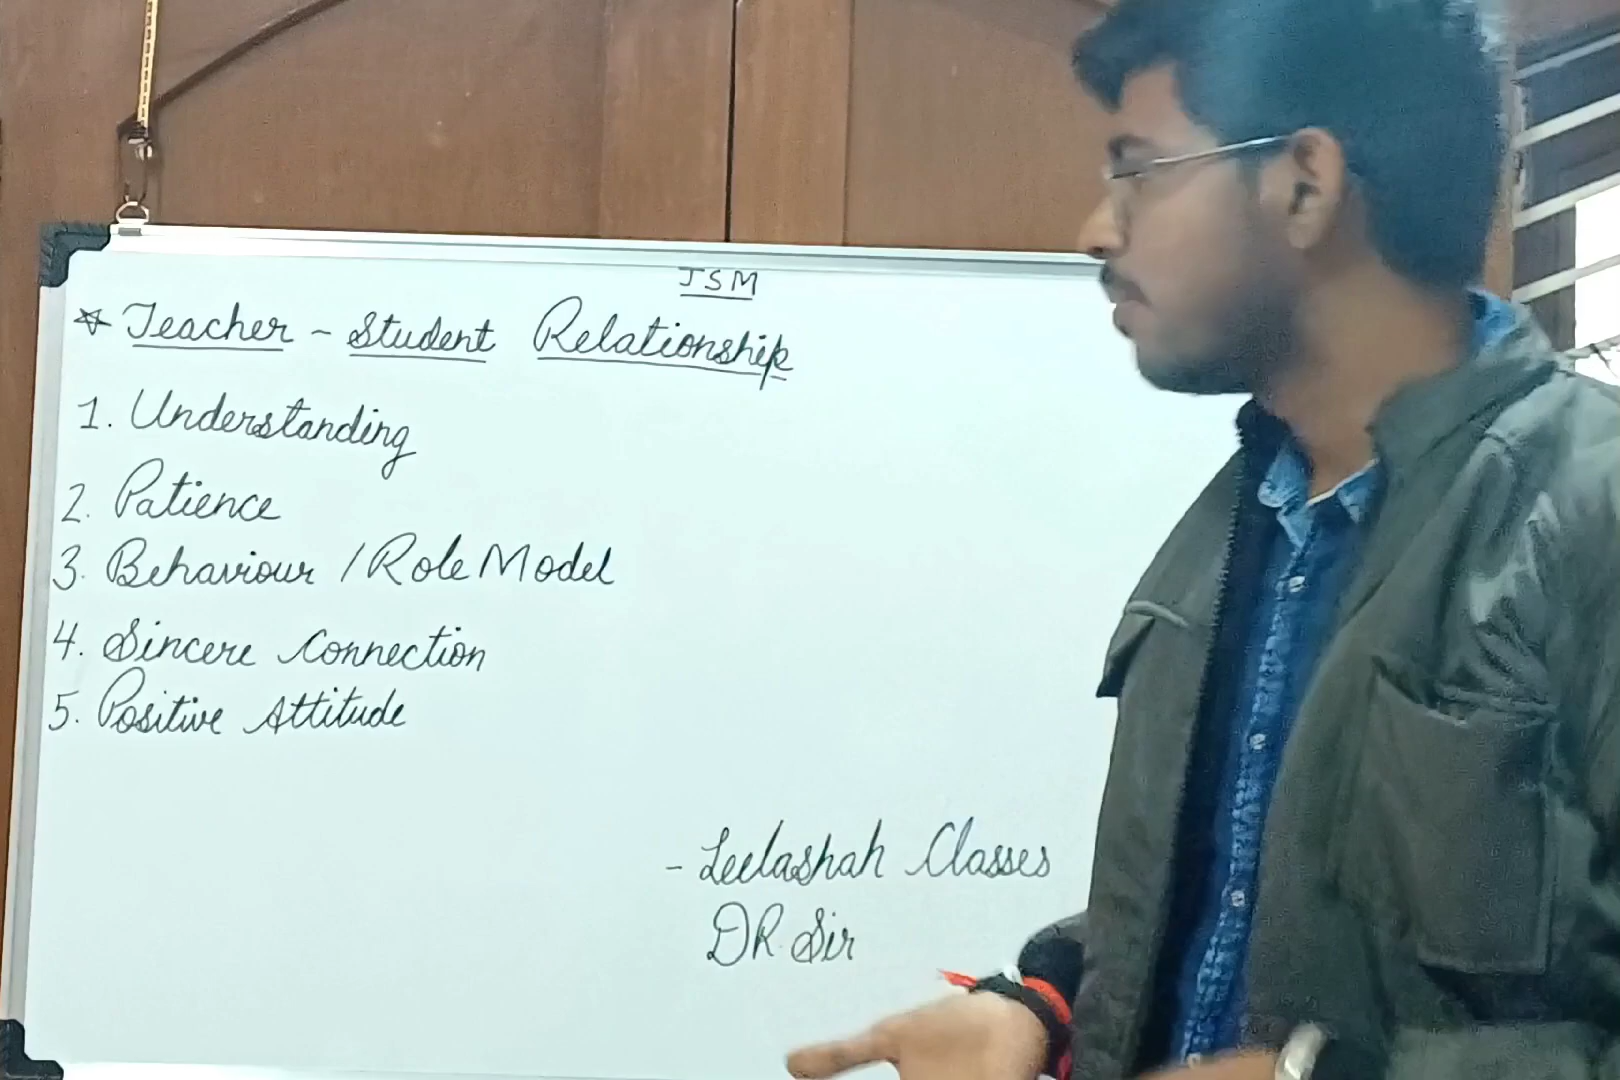 JSM
* Teacher - Student Relationship
1. Understanding
2. Patience
3. Behaviour / Role Model
4. Sincere Connection
5. Positive Attitude
- Leelashah Classes
DR Sir